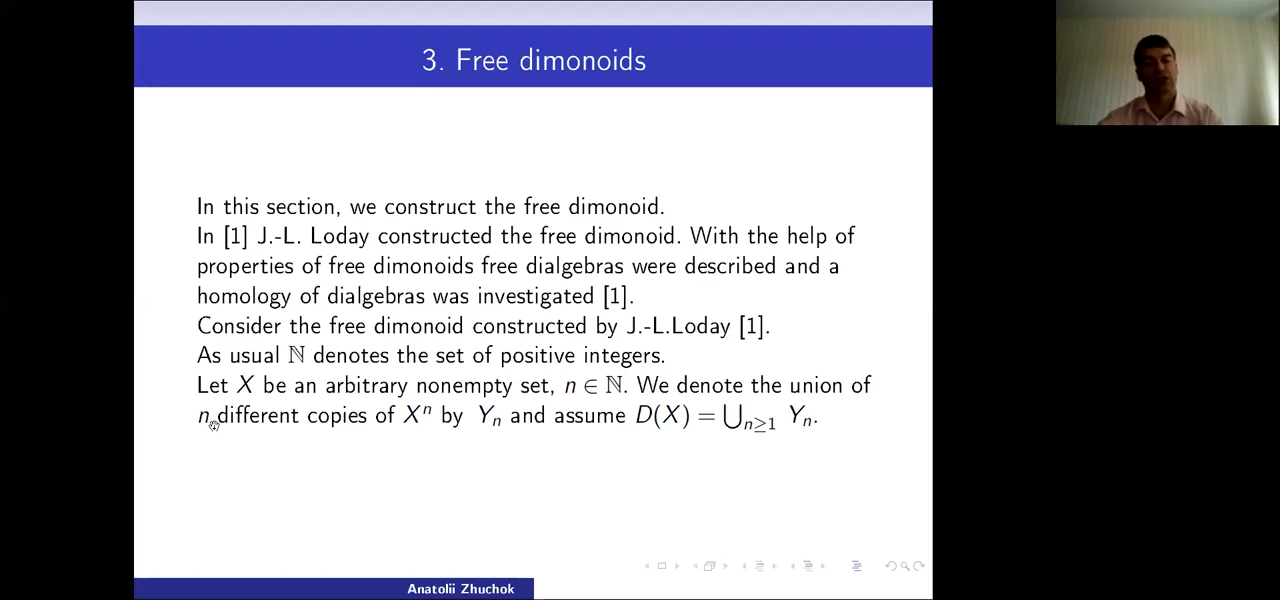 3. Free dimonoids
In this section, we construct the free dimonoid.
In [1] J.-L. Loday constructed the free dimonoid. With the help of
properties of free dimonoids free dialgebras were described and a
homology of dialgebras was investigated [1].
Consider the free dimonoid constructed by J.-L.Loday [1].
As usual ℕ denotes the set of positive integers.
Let X be an arbitrary nonempty set, n ∈ ℕ. We denote the union of
n different copies of Xⁿ by Yₙ and assume D(X) = ⋃ₙ≥₁ Yₙ.
Anatolii Zhuchok